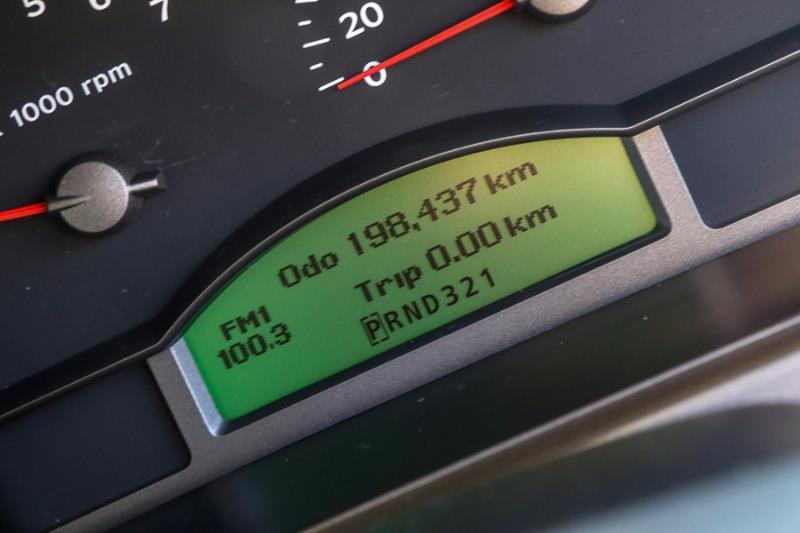 5 6 7
20
0
1000 rpm
Odo 198,437 km
Trip 0.00 km
FM1
100.3
PRND321